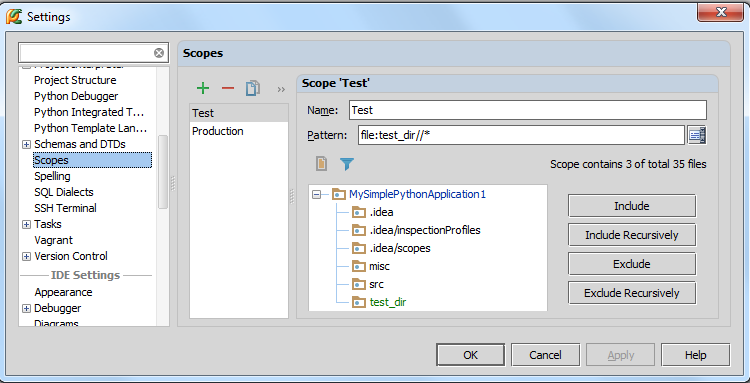 Settings
Project Interpreter
Project Structure
Python Debugger
Python Integrated T...
Python Template Lan...
Schemas and DTDs
Scopes
Spelling
SQL Dialects
SSH Terminal
Tasks
Vagrant
Version Control
IDE Settings
Appearance
Debugger
Diagrams
Scopes
Test
Production
Scope 'Test'
Name: Test
Pattern: file:test_dir//*
Scope contains 3 of total 35 files
MySimplePythonApplication1
.idea
.idea/inspectionProfiles
.idea/scopes
misc
src
test_dir
Include
Include Recursively
Exclude
Exclude Recursively
OK
Cancel
Apply
Help